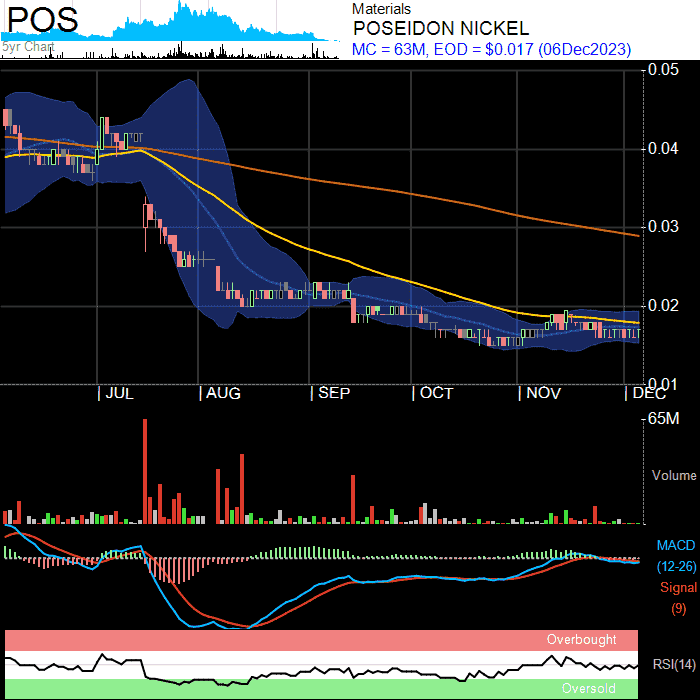 POS
5yr Chart
Materials
POSEIDON NICKEL
MC = 63M, EOD = $0.017 (06Dec2023)
0.05
0.04
0.03
0.02
0.01
JUL
AUG
SEP
OCT
NOV
DEC
65M
Volume
MACD
(12-26)
Signal
(9)
Overbought
RSI(14)
Oversold